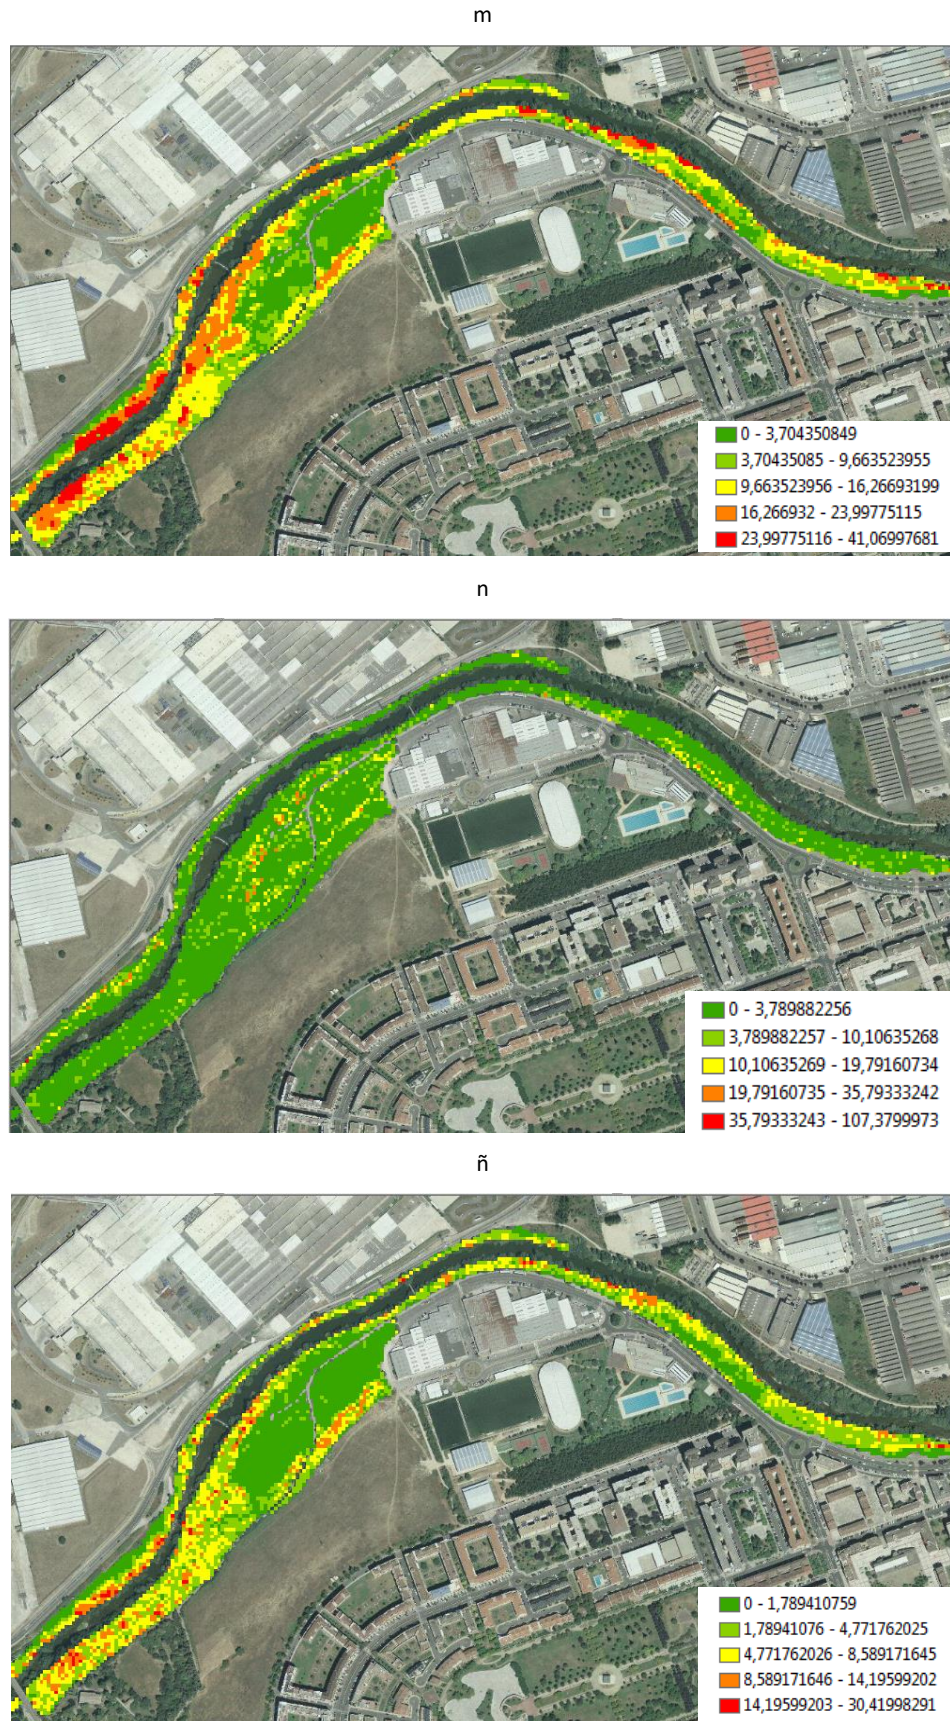 m
0 - 3,704350849
3,70435085 - 9,663523955
9,663523956 - 16,26693199
16,266932 - 23,99775115
23,99775116 - 41,06997681
n
0 - 3,789882256
3,789882257 - 10,10635268
10,10635269 - 19,79160734
19,79160735 - 35,79333242
35,79333243 - 107,3799973
ñ
0 - 1,789410759
1,78941076 - 4,771762025
4,771762026 - 8,589171645
8,589171646 - 14,19599202
14,19599203 - 30,41998291